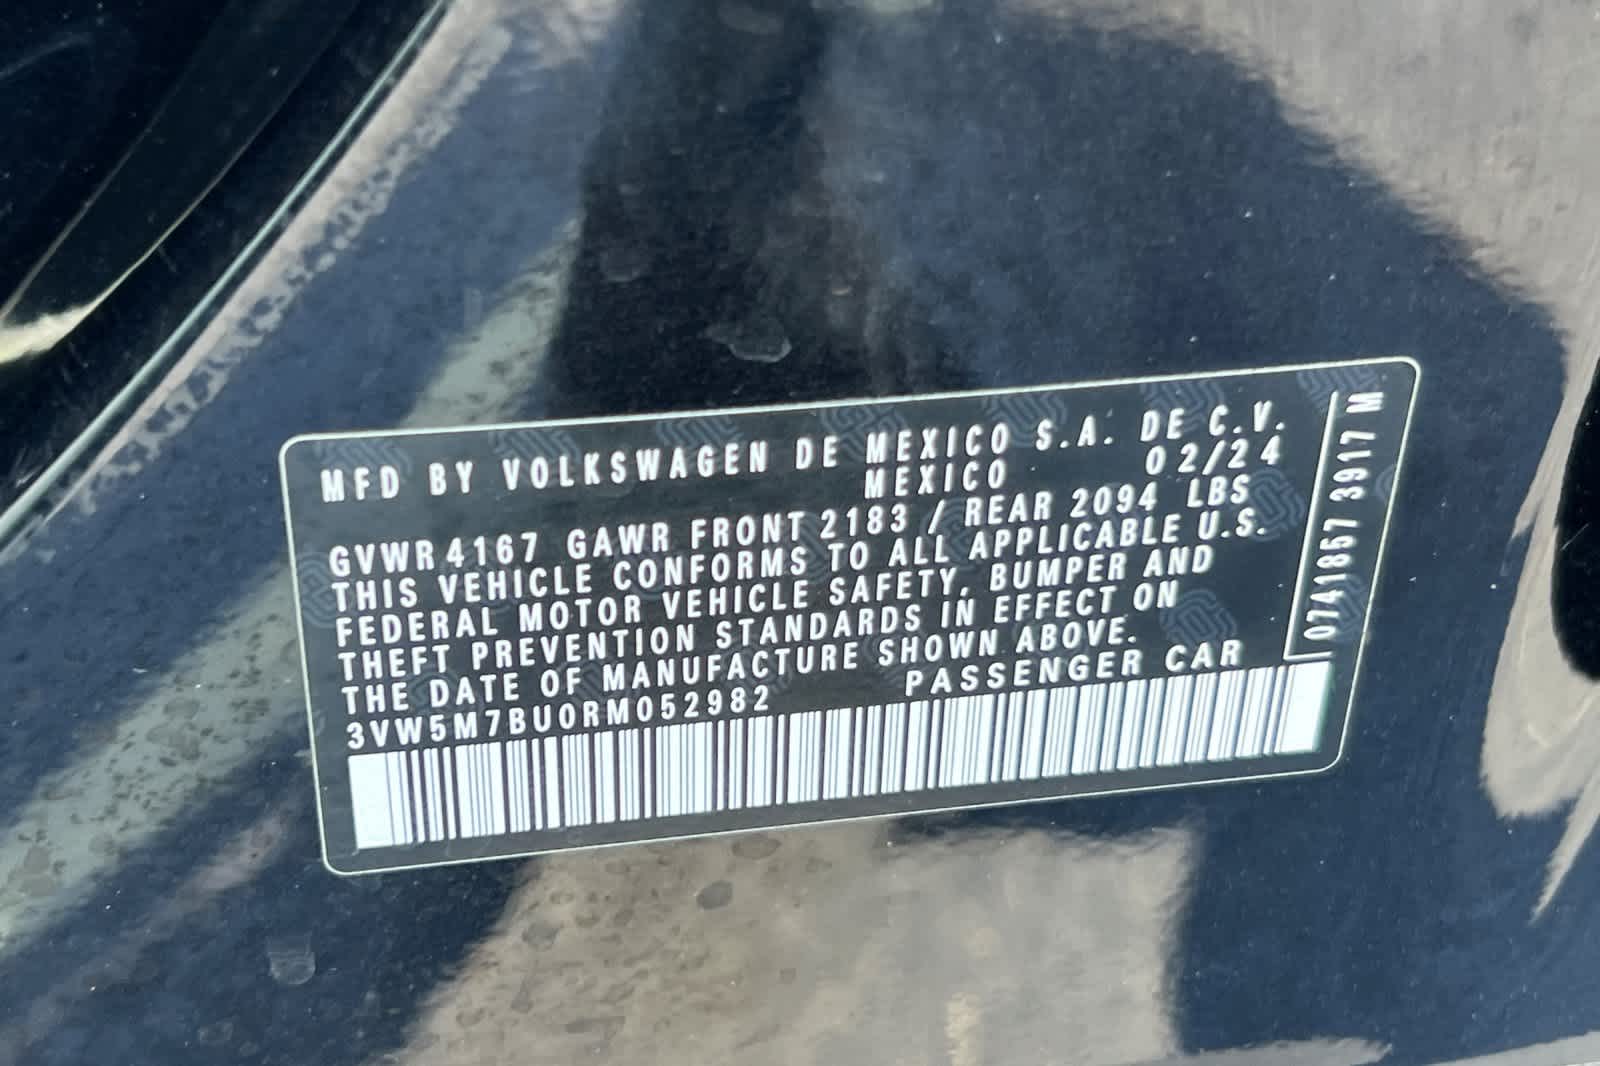 MFD BY VOLKSWAGEN DE MEXICO S.A. DE C.V.
MEXICO 02/24
GVWR 4167 GAWR FRONT 2183 / REAR 2094 LBS
THIS VEHICLE CONFORMS TO ALL APPLICABLE U.S.
FEDERAL MOTOR VEHICLE SAFETY, BUMPER AND
THEFT PREVENTION STANDARDS IN EFFECT ON
THE DATE OF MANUFACTURE SHOWN ABOVE.
3VW5M7BU0RM052982 PASSENGER CAR
0741857 3917 M